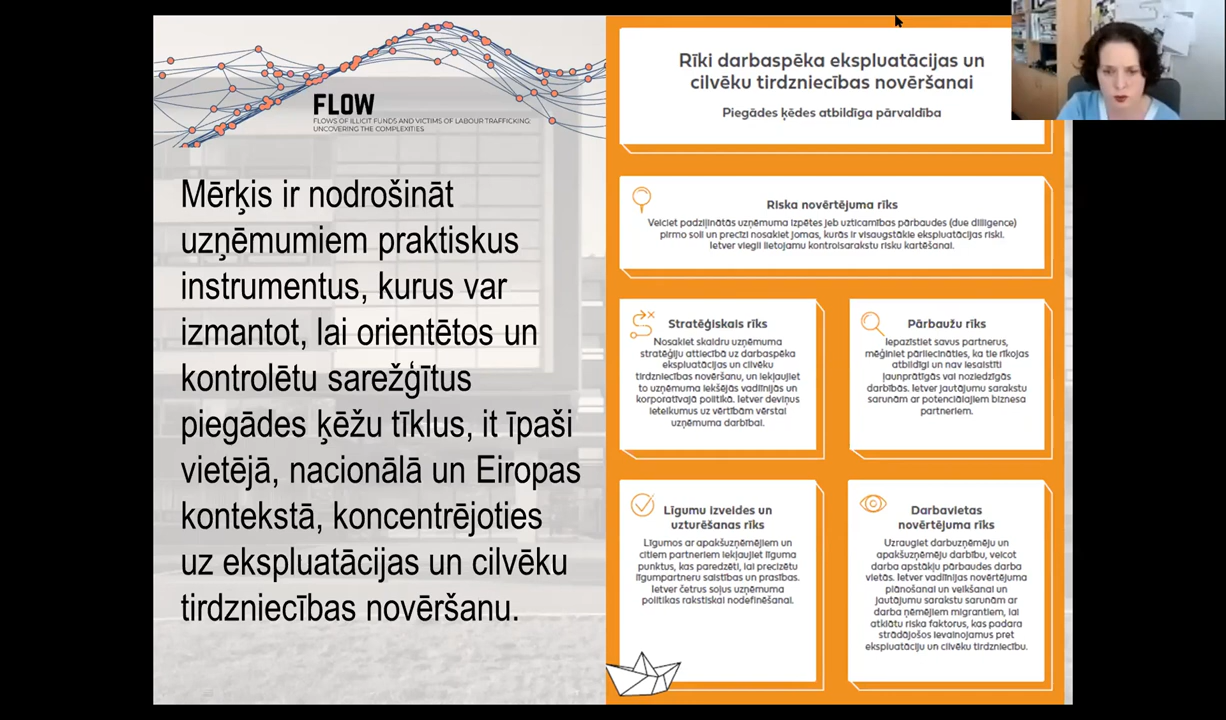 FLOW
FLOWS OF ILLICIT FUNDS AND VICTIMS OF LABOUR TRAFFICKING:
UNCOVERING THE COMPLEXITIES
Mērķis ir nodrošināt
uzņēmumiem praktiskus
instrumentus, kurus var
izmantot, lai orientētos un
kontrolētu sarežģītus
piegādes ķēžu tīklus, it īpaši
vietējā, nacionālā un Eiropas
kontekstā, koncentrējoties
uz ekspluatācijas un cilvēku
tirdzniecības novēršanu.
Rīki darbaspēka ekspluatācijas un
cilvēku tirdzniecības novēršanai
Piegādes ķēdes atbildīga pārvaldība
Riska novērtējuma rīks
Veiciet padziļinātās uzņēmuma izpētes jeb uzticamības pārbaudes (due dilligence)
pirmo soli un precīzi nosakiet jomas, kurās ir visaugstākie ekspluatācijas riski.
Ietver viegli lietojamu kontrolsarakstu risku kartēšanai.
Stratēģiskais rīks
Nosakiet skaidru uzņēmuma
stratēģiju attiecībā uz darbaspēka
ekspluatācijas un cilvēku
tirdzniecības novēršanu, un iekļaujiet
to uzņēmuma iekšējās vadlīnijās un
korporatīvajā politikā. Ietver deviņus
ieteikumus uz vērtībām vērstai
uzņēmuma darbībai.
Pārbaužu rīks
Iepazīstiet savus partnerus,
mēģiniet pārliecināties, ka tie rīkojas
atbildīgi un nav iesaistīti
ļaunprātīgās vai noziedzīgās
darbībās. Ietver jautājumu sarakstu
sarunām ar potenciālajiem biznesa
partneriem.
Līgumu izveides un
uzturēšanas rīks
Līgumos ar apakšuzņēmējiem un
citiem partneriem iekļaujiet līguma
punktus, kas paredzēti, lai precizētu
līgumpartneru saistības un prasības.
Ietver četrus soļus uzņēmuma
politikas rakstiskai nodefinēšanai.
Darbavietas
novērtējuma rīks
Uzraugiet darbuzņēmēju un
apakšuzņēmēju darbību, veicot
darba apstākļu pārbaudes darba
vietās. Ietver vadlīnijas novērtējuma
plānošanai un veikšanai un
jautājumu sarakstu sarunām ar
darba ņēmējiem migrantiem, lai
atklātu riska faktorus, kas padara
strādājošos ievainojamus pret
ekspluatāciju un cilvēku tirdzniecību.